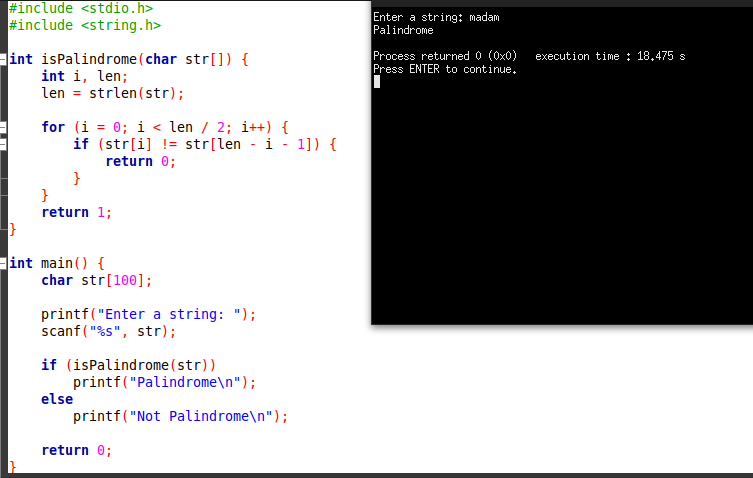 #include <stdio.h>
#include <string.h>
int isPalindrome(char str[]) {
int i, len;
len = strlen(str);
for (i = 0; i < len / 2; i++) {
if (str[i] != str[len - i - 1]) {
return 0;
}
}
return 1;
}
int main() {
char str[100];
printf("Enter a string: ");
scanf("%s", str);
if (isPalindrome(str))
printf("Palindrome\n");
else
printf("Not Palindrome\n");
return 0;
}
Enter a string: madam
Palindrome
Process returned 0 (0x0)   execution time : 18.475 s
Press ENTER to continue.